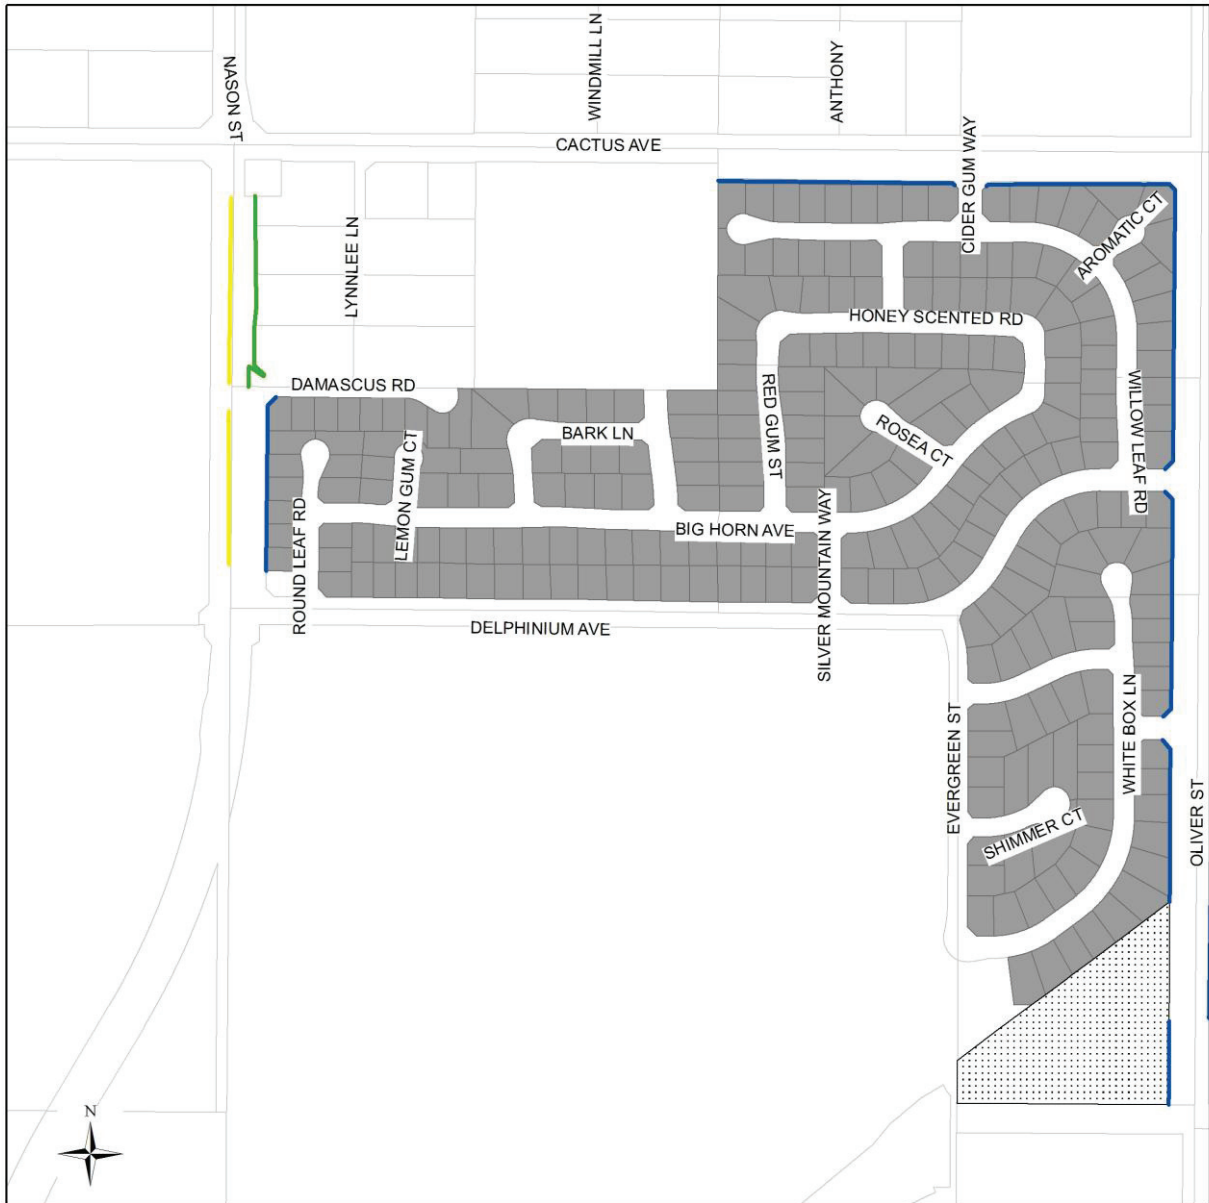 WINDMILL LN
ANTHONY
NASON ST
CACTUS AVE
CIDER GUM WAY
AROMATIC CT
LYNNLEE LN
HONEY SCENTED RD
DAMASCUS RD
RED GUM ST
WILLOW LEAF RD
BARK LN
ROSEA CT
LEMON GUM CT
ROUND LEAF RD
BIG HORN AVE
SILVER MOUNTAIN WAY
DELPHINIUM AVE
EVERGREEN ST
WHITE BOX LN
OLIVER ST
SHIMMER CT
N